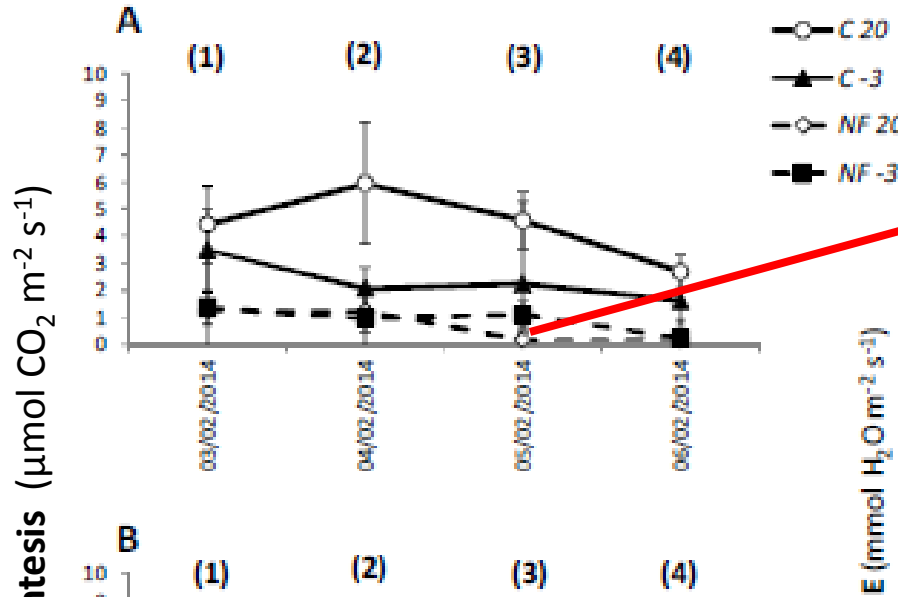 A
(1) (2) (3) (4)
C 20
C -3
NF 20
NF -3
10
9
8
7
6
5
4
3
2
1
0
03/02/2014
04/02/2014
05/02/2014
06/02/2014
ntesis (µmol CO₂ m⁻² s⁻¹)
E (mmol H₂O m⁻² s⁻¹)
B
(1) (2) (3) (4)
10